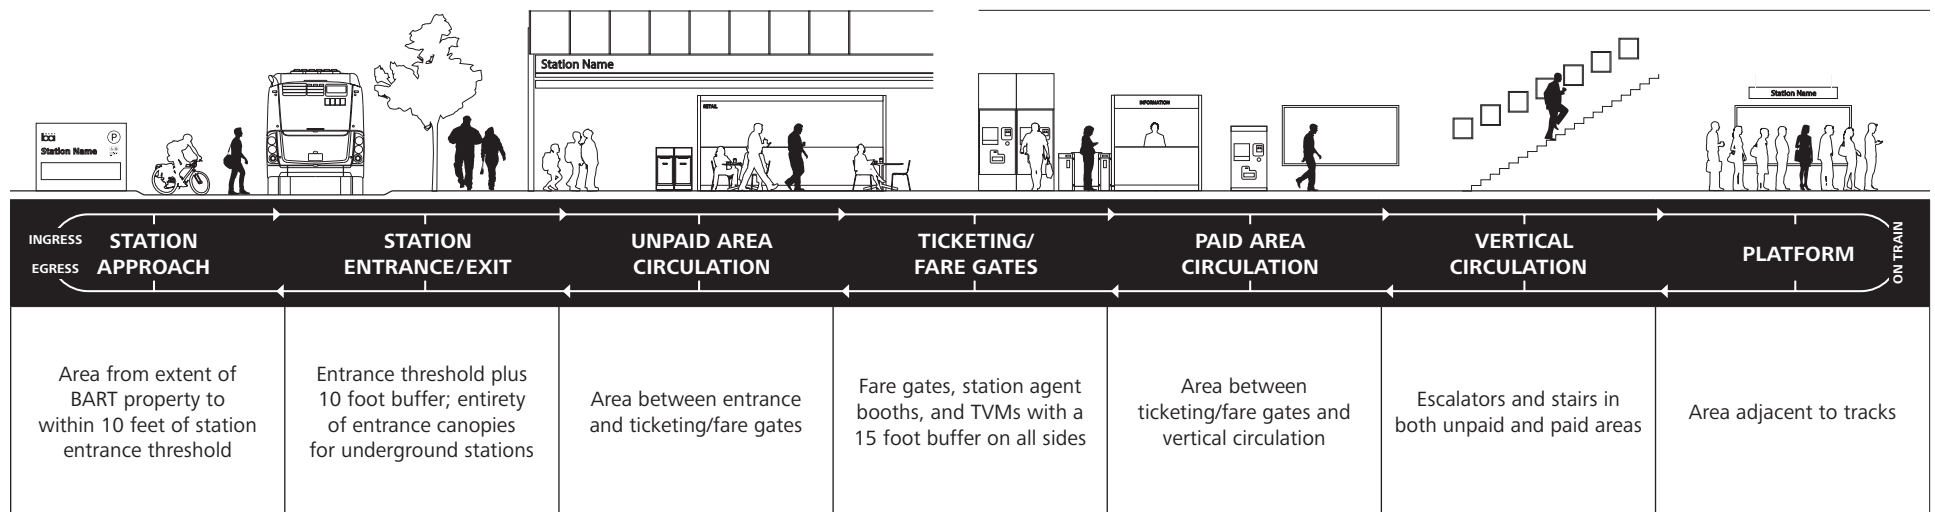 Station Name
P
Station Name
RETAIL
INFORMATION
Station Name
INGRESS
EGRESS
STATION
APPROACH
STATION
ENTRANCE/EXIT
UNPAID AREA
CIRCULATION
TICKETING/
FARE GATES
PAID AREA
CIRCULATION
VERTICAL
CIRCULATION
PLATFORM
ON TRAIN
Area from extent of
BART property to
within 10 feet of station
entrance threshold
Entrance threshold plus
10 foot buffer; entirety
of entrance canopies
for underground stations
Area between entrance
and ticketing/fare gates
Fare gates, station agent
booths, and TVMs with a
15 foot buffer on all sides
Area between
ticketing/fare gates and
vertical circulation
Escalators and stairs in
both unpaid and paid areas
Area adjacent to tracks